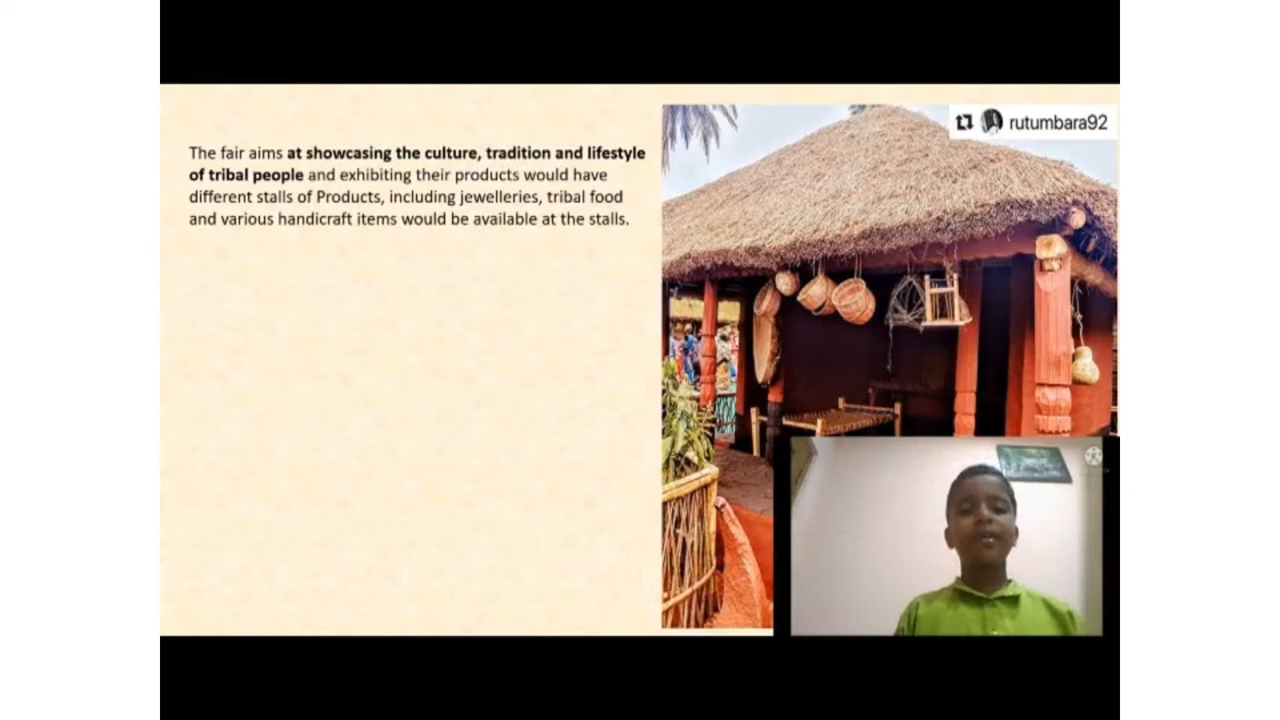 The fair aims at showcasing the culture, tradition and lifestyle
of tribal people and exhibiting their products would have
different stalls of Products, including jewelleries, tribal food
and various handicraft items would be available at the stalls.
rutumbara92